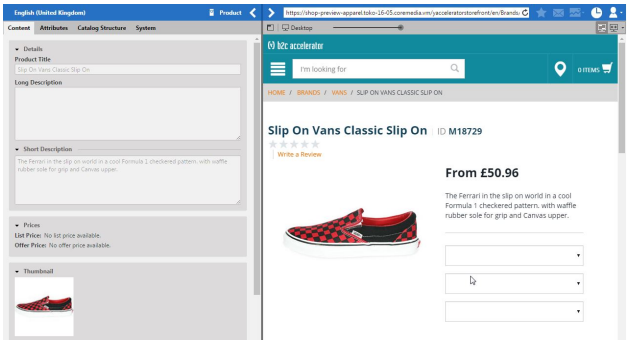 English (United Kingdom)
Product
Content Attributes Catalog Structure System
Details
Product Title
Slip On Vans Classic Slip On
Long Description
Short Description
The Ferrari in the slip on world in a cool Formula 1 checkered pattern. with waffle
rubber sole for grip and Canvas upper.
Prices
List Price: No list price available.
Offer Price: No offer price available.
Thumbnail
https://shop-preview-apparel.toko-16-05.coremedia.vm/yacceleratorstorefront/en/Brands/
Desktop
b2c accelerator
I'm looking for
0 ITEMS
HOME / BRANDS / VANS / SLIP ON VANS CLASSIC SLIP ON
Slip On Vans Classic Slip On ID M18729
Write a Review
From £50.96
The Ferrari in the slip on world in a cool
Formula 1 checkered pattern. with waffle
rubber sole for grip and Canvas upper.